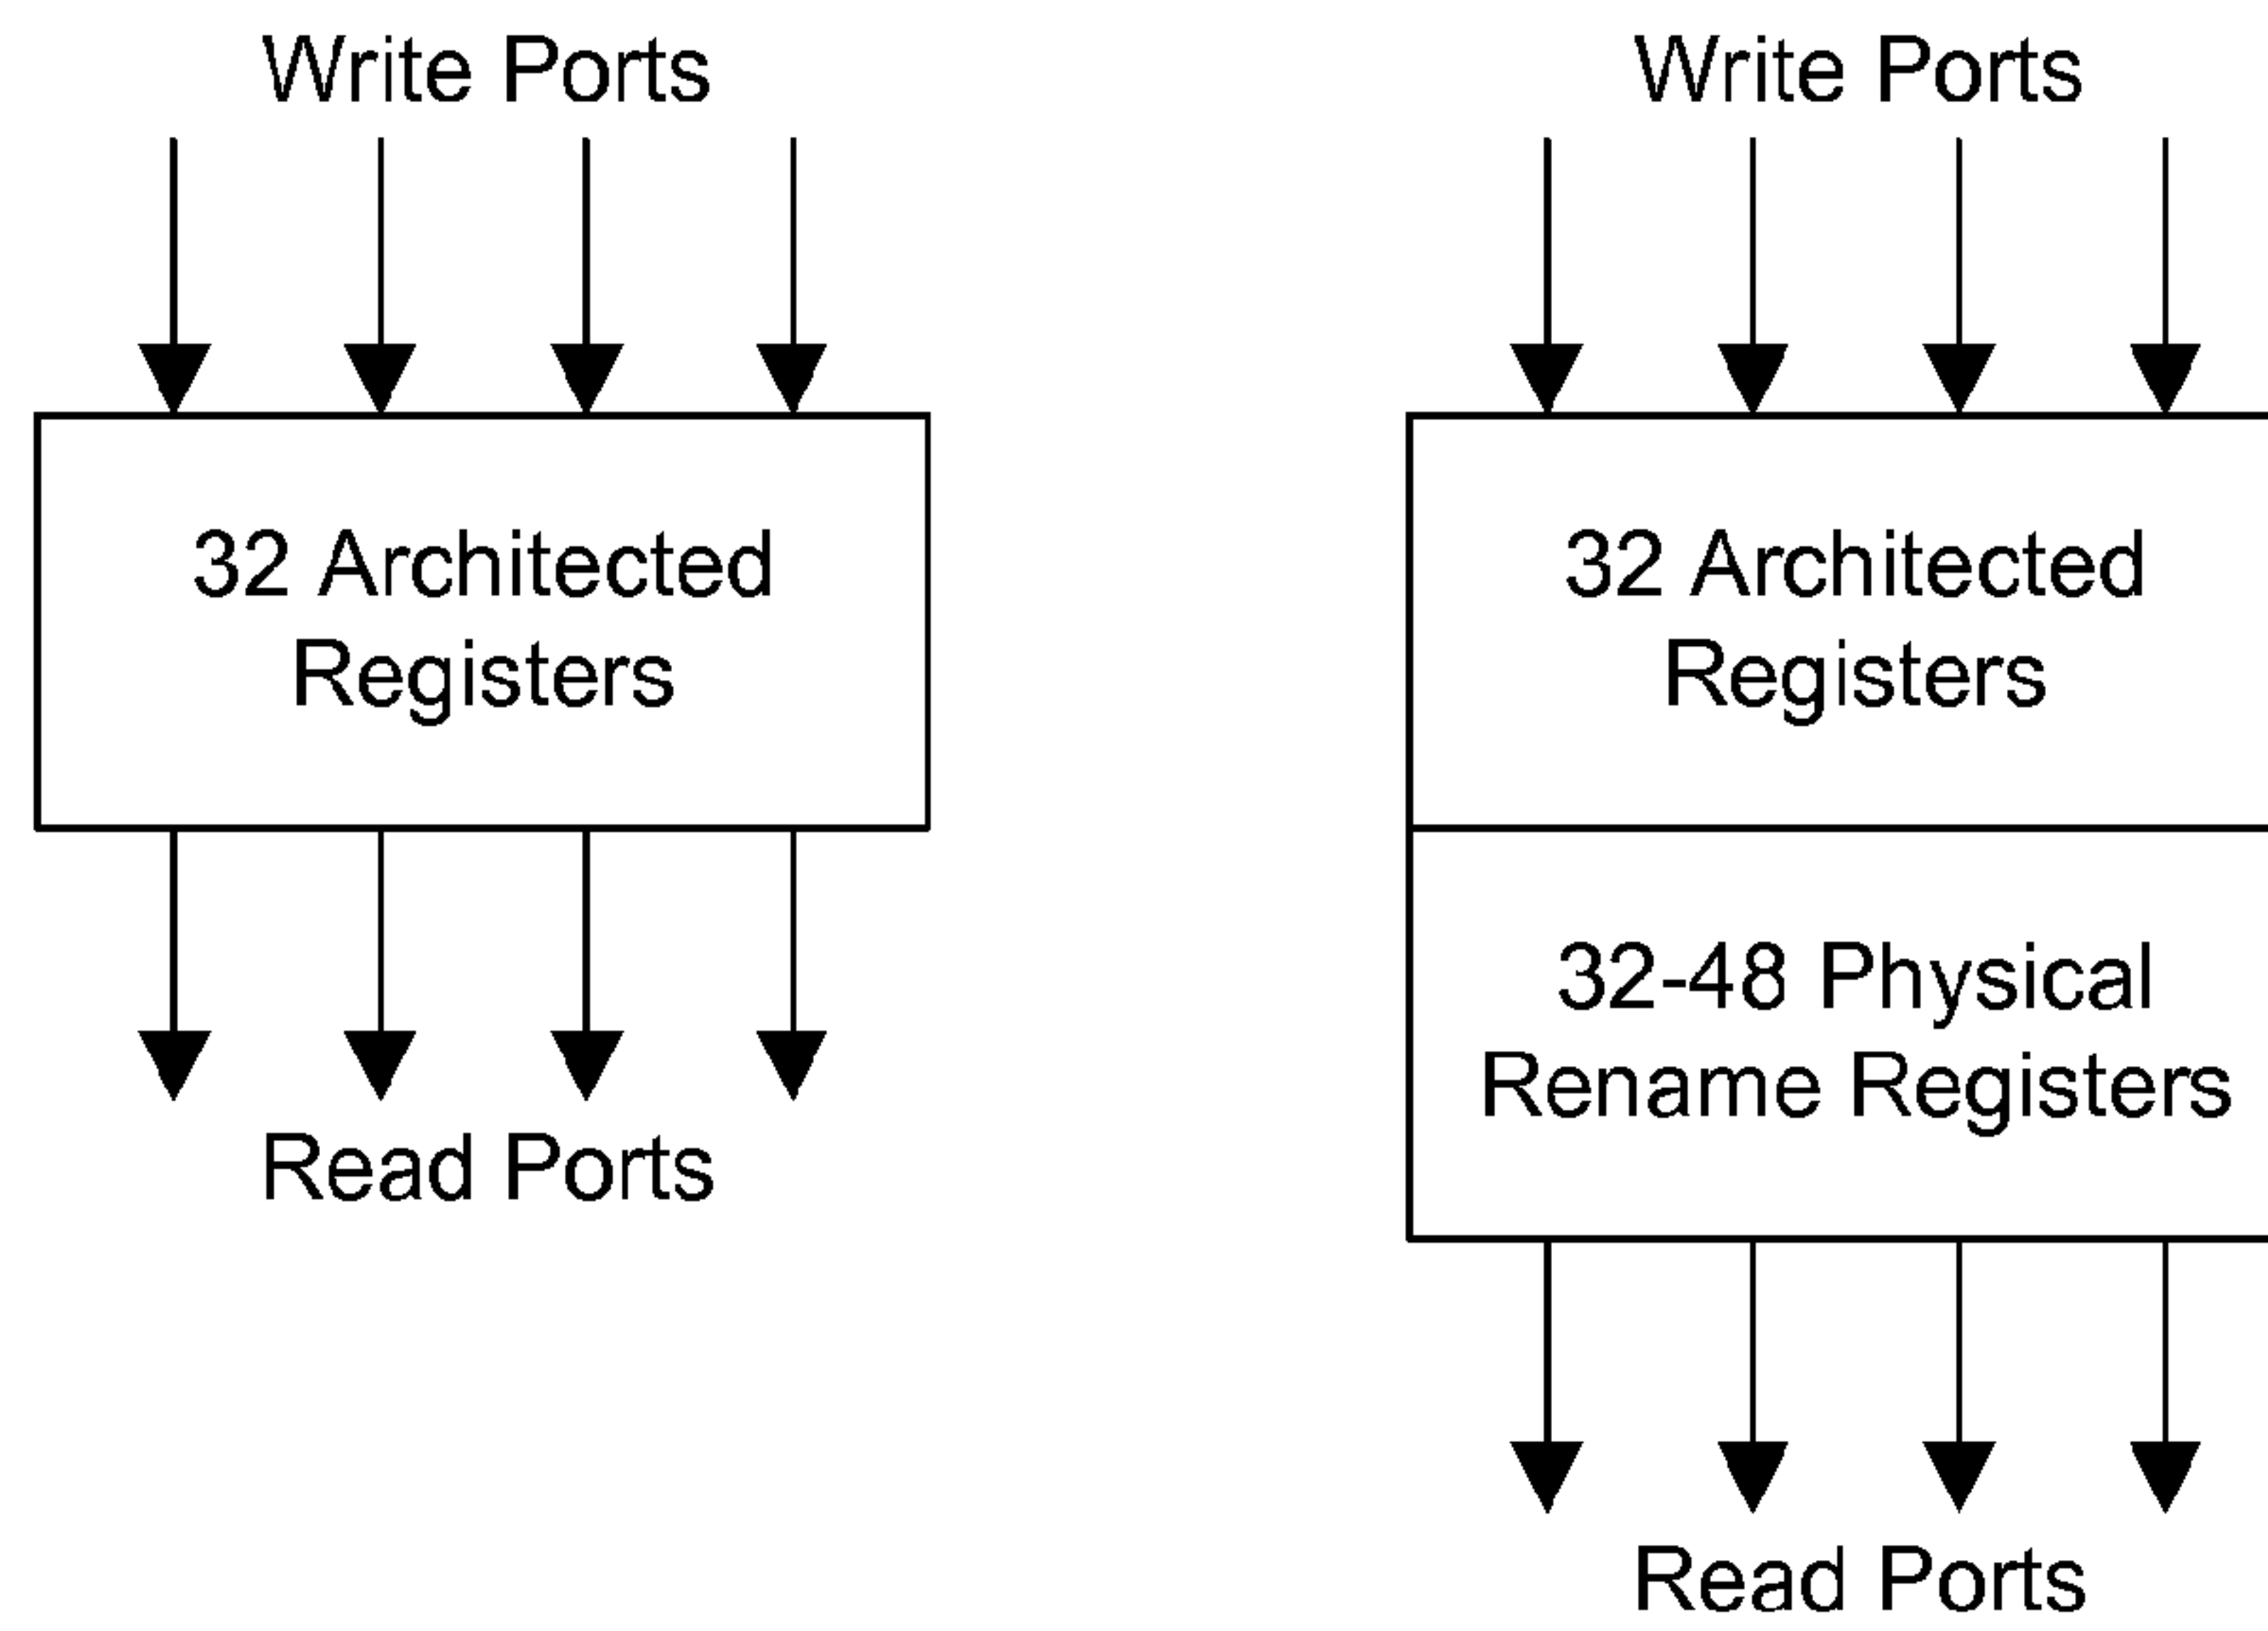 Write Ports
32 Architected
Registers
Read Ports
Write Ports
32 Architected
Registers
32-48 Physical
Rename Registers
Read Ports